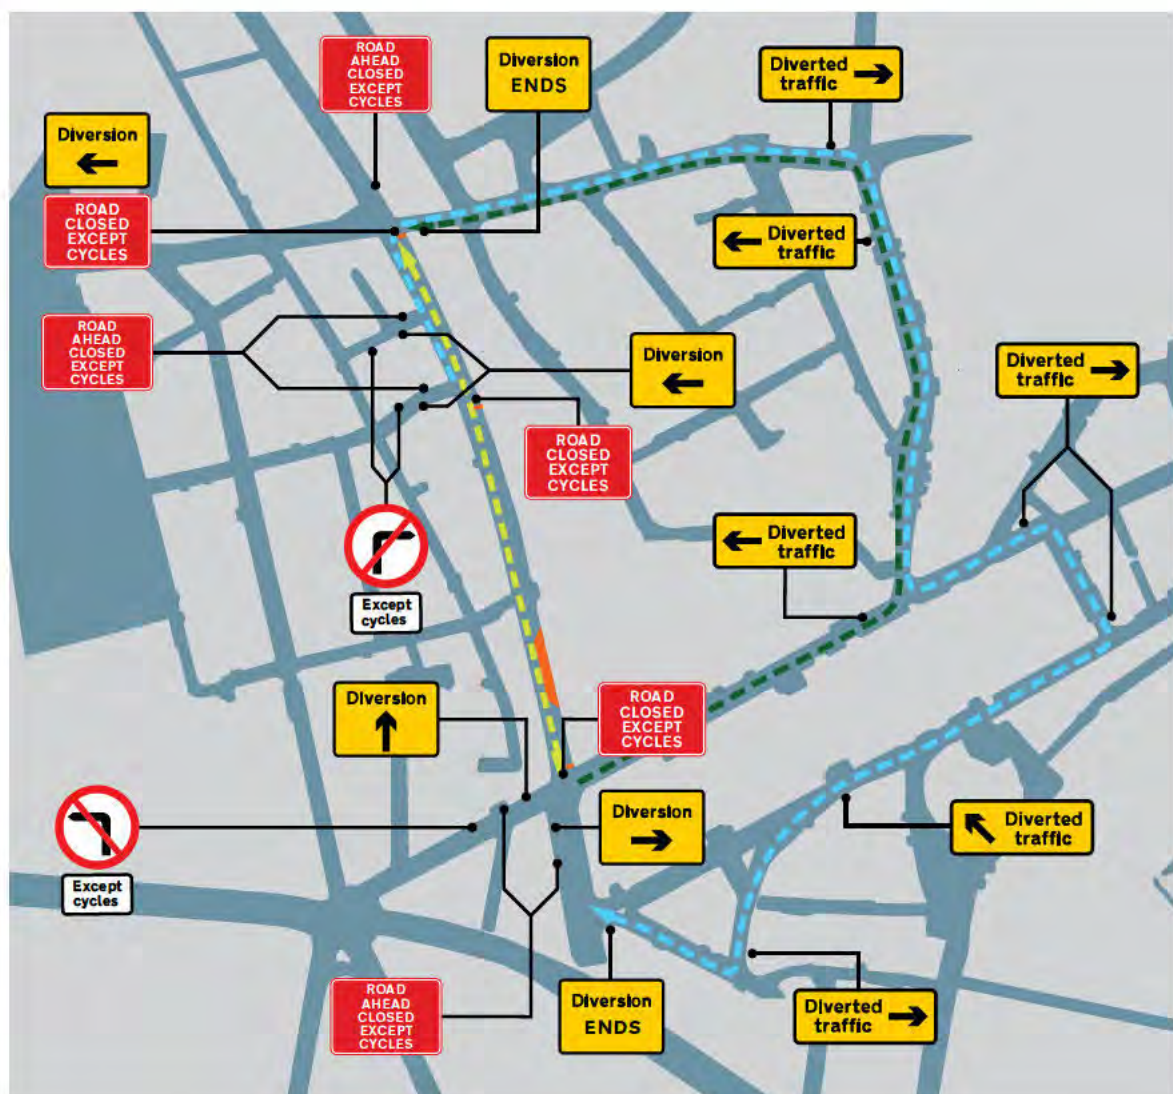 ROAD
AHEAD
CLOSED
EXCEPT
CYCLES
Diversion
ENDS
Diverted
traffic
Diversion
ROAD
CLOSED
EXCEPT
CYCLES
Diverted
traffic
ROAD
AHEAD
CLOSED
EXCEPT
CYCLES
Diversion
Diverted
traffic
ROAD
CLOSED
EXCEPT
CYCLES
Diverted
traffic
Except
cycles
Diversion
ROAD
CLOSED
EXCEPT
CYCLES
Diversion
Diverted
traffic
Except
cycles
ROAD
AHEAD
CLOSED
EXCEPT
CYCLES
Diversion
ENDS
Diverted
traffic